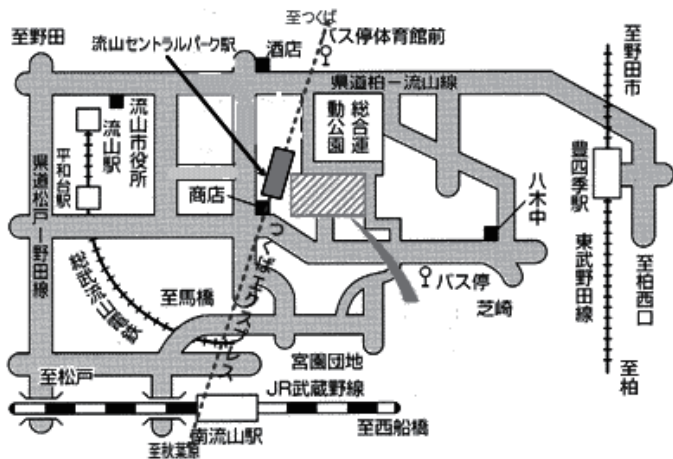 至つくば
至野田
流山セントラルパーク駅
酒店
バス停体育館前
至野田市
県道柏ー流山線
流山市役所
流山駅
総合運
動公園
平和台駅
豊四季駅
商店
八木中
県道松戸ー野田線
つくばエクスプレス
総武流山電鉄
東武野田線
至馬橋
バス停
至柏西口
芝崎
宮園団地
至松戸
JR武蔵野線
至柏
南流山駅
至西船橋
至秋葉原